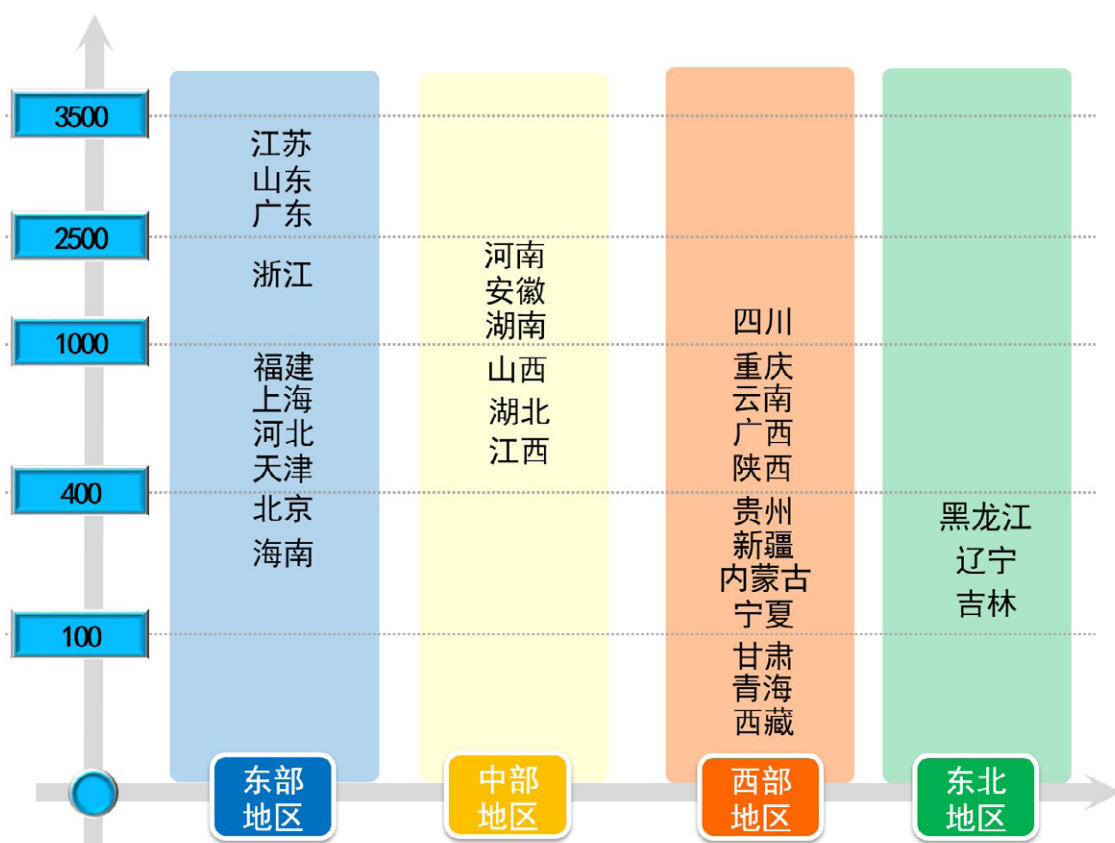 3500
2500
1000
400
100
江苏
山东
广东
浙江
福建
上海
河北
天津
北京
海南
东部
地区
河南
安徽
湖南
山西
湖北
江西
中部
地区
四川
重庆
云南
广西
陕西
贵州
新疆
内蒙古
宁夏
甘肃
青海
西藏
西部
地区
黑龙江
辽宁
吉林
东北
地区